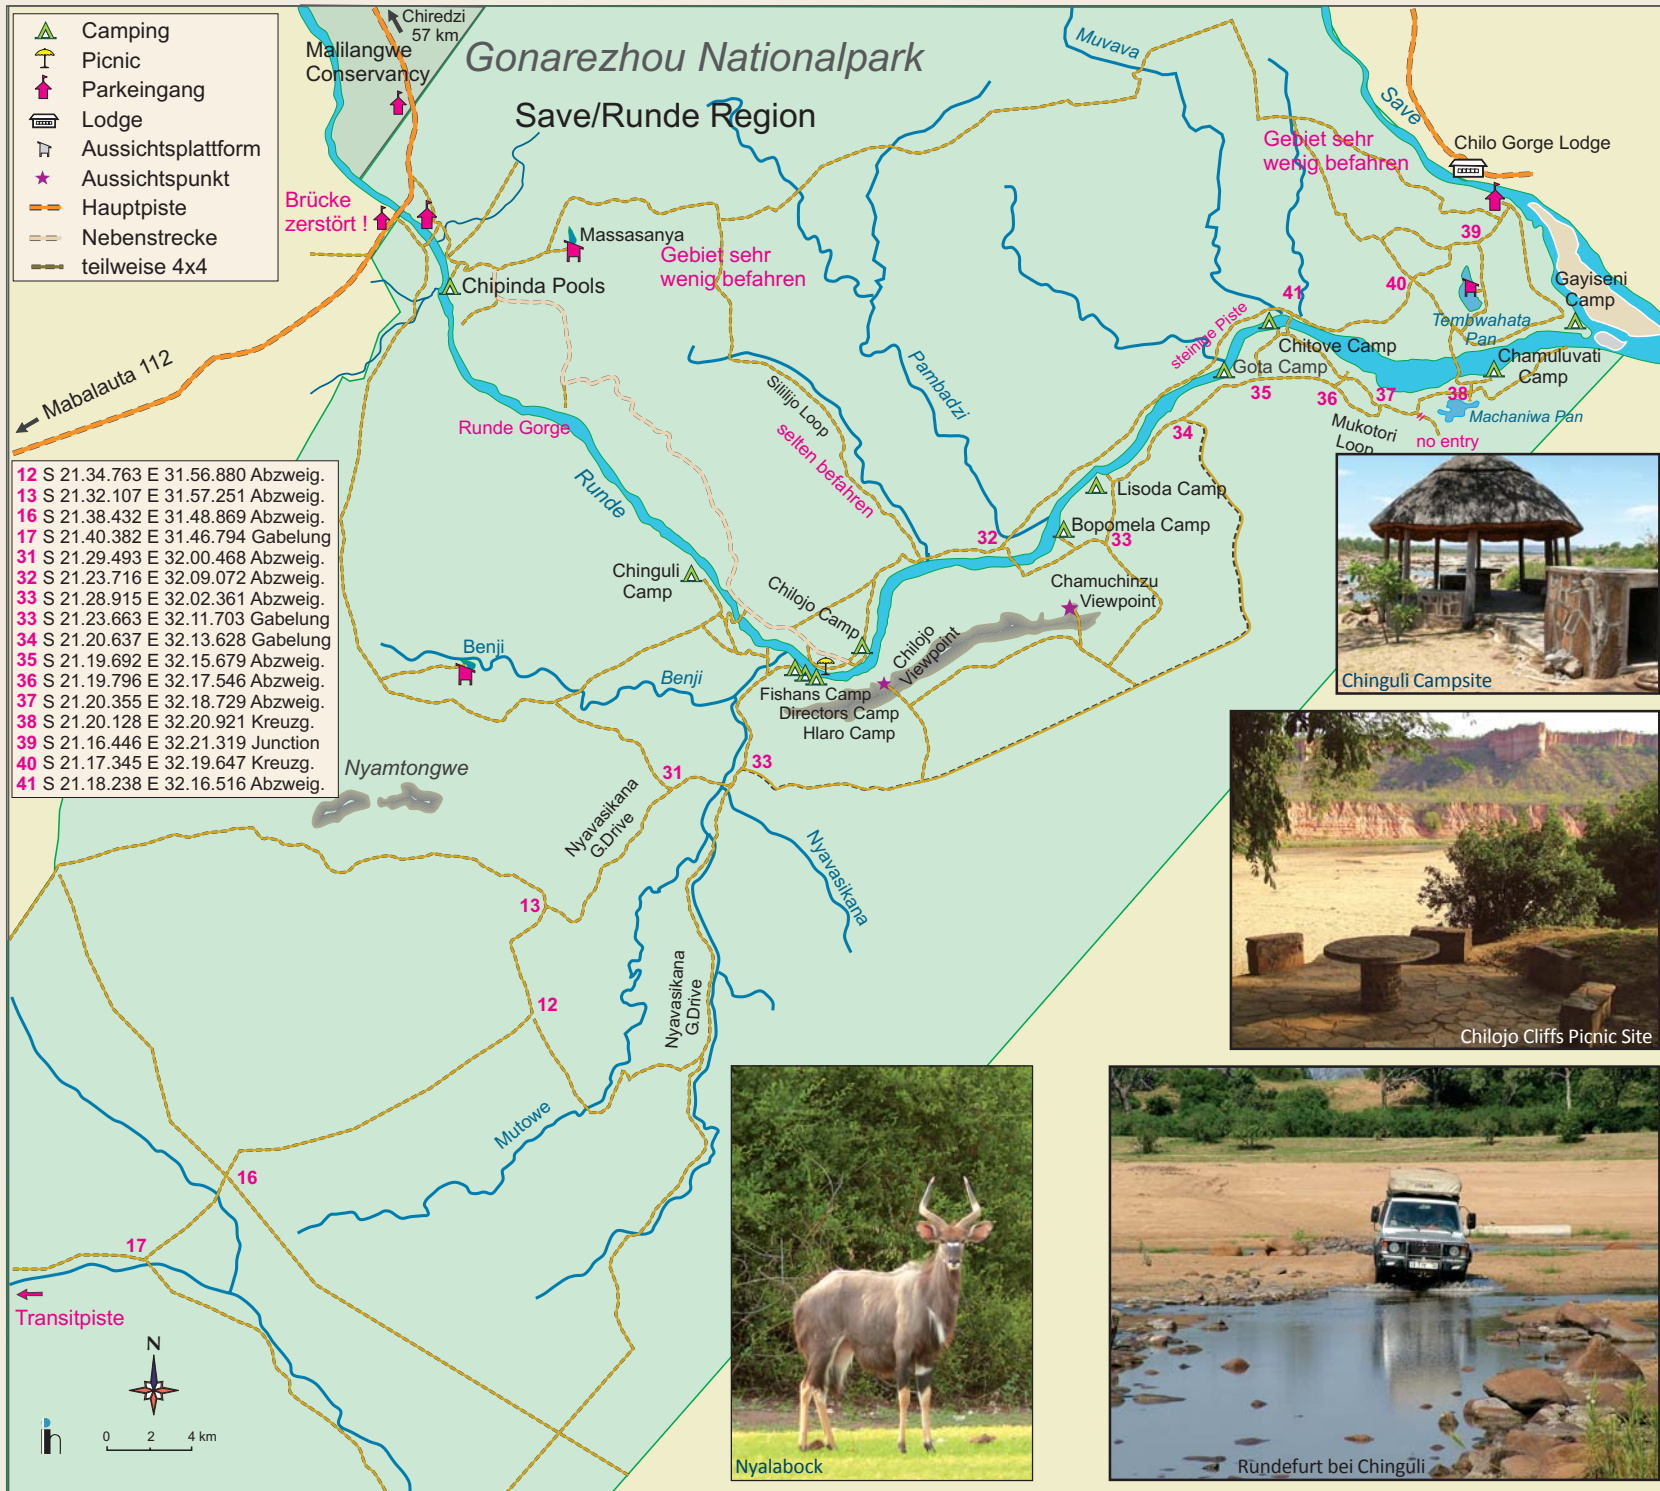 Camping
Picnic
Parkeingang
Lodge
Aussichtsplattform
Aussichtspunkt
Hauptpiste
Nebenstrecke
teilweise 4x4
Chiredzi
57 km
Malilangwe
Conservancy
Gonarezhou Nationalpark
Save/Runde Region
Muvava
Save
Gebiet sehr
wenig befahren
Chilo Gorge Lodge
Brücke
zerstört !
Massasanya
Gebiet sehr
wenig befahren
39
40
41
Gayiseni
Camp
Chipinda Pools
Tembwahata
Pan
steinige Piste
Chitove Camp
Chamuluvati
Camp
Gota Camp
Mabalauta 112
Pambadzi
Sililijo Loop
selten befahren
35
36
37
38
Machaniwa Pan
Mukotori
Loop
no entry
Runde Gorge
34
Runde
12 S 21.34.763 E 31.56.880 Abzweig.
13 S 21.32.107 E 31.57.251 Abzweig.
16 S 21.38.432 E 31.48.869 Abzweig.
17 S 21.40.382 E 31.46.794 Gabelung
31 S 21.29.493 E 32.00.468 Abzweig.
32 S 21.23.716 E 32.09.072 Abzweig.
33 S 21.28.915 E 32.02.361 Abzweig.
33 S 21.23.663 E 32.11.703 Gabelung
34 S 21.20.637 E 32.13.628 Gabelung
35 S 21.19.692 E 32.15.679 Abzweig.
36 S 21.19.796 E 32.17.546 Abzweig.
37 S 21.20.355 E 32.18.729 Abzweig.
38 S 21.20.128 E 32.20.921 Kreuzg.
39 S 21.16.446 E 32.21.319 Junction
40 S 21.17.345 E 32.19.647 Kreuzg.
41 S 21.18.238 E 32.16.516 Abzweig.
Lisoda Camp
Bopomela Camp
32
33
Chinguli
Camp
Chilojo Camp
Chamuchinzu
Viewpoint
Chilojo
Viewpoint
Benji
Benji
Fishans Camp
Directors Camp
Hlaro Camp
Chinguli Campsite
Nyamtongwe
31
33
Nyavasikana
G.Drive
Nyavasikana
13
12
Nyavasikana
G.Drive
Chilojo Cliffs Picnic Site
Mutowe
16
17
Transitpiste
N
0 2 4 km
in
Nyalabock
Rundefurt bei Chinguli